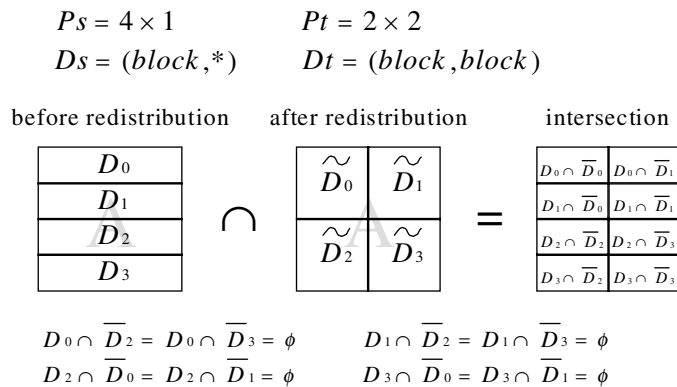 Ps = 4 × 1 Pt = 2 × 2
Ds = (block,*) Dt = (block,block)
before redistribution after redistribution intersection
D0
D1
D2
D3
A
∩
D̃0 D̃1
D̃2 D̃3
A
=
D0 ∩ D̅0 D0 ∩ D̅1
D1 ∩ D̅0 D1 ∩ D̅1
D2 ∩ D̅2 D2 ∩ D̅3
D3 ∩ D̅2 D3 ∩ D̅3
D0 ∩ D̅2 = D0 ∩ D̅3 = ϕ D1 ∩ D̅2 = D1 ∩ D̅3 = ϕ
D2 ∩ D̅0 = D2 ∩ D̅1 = ϕ D3 ∩ D̅0 = D3 ∩ D̅1 = ϕ